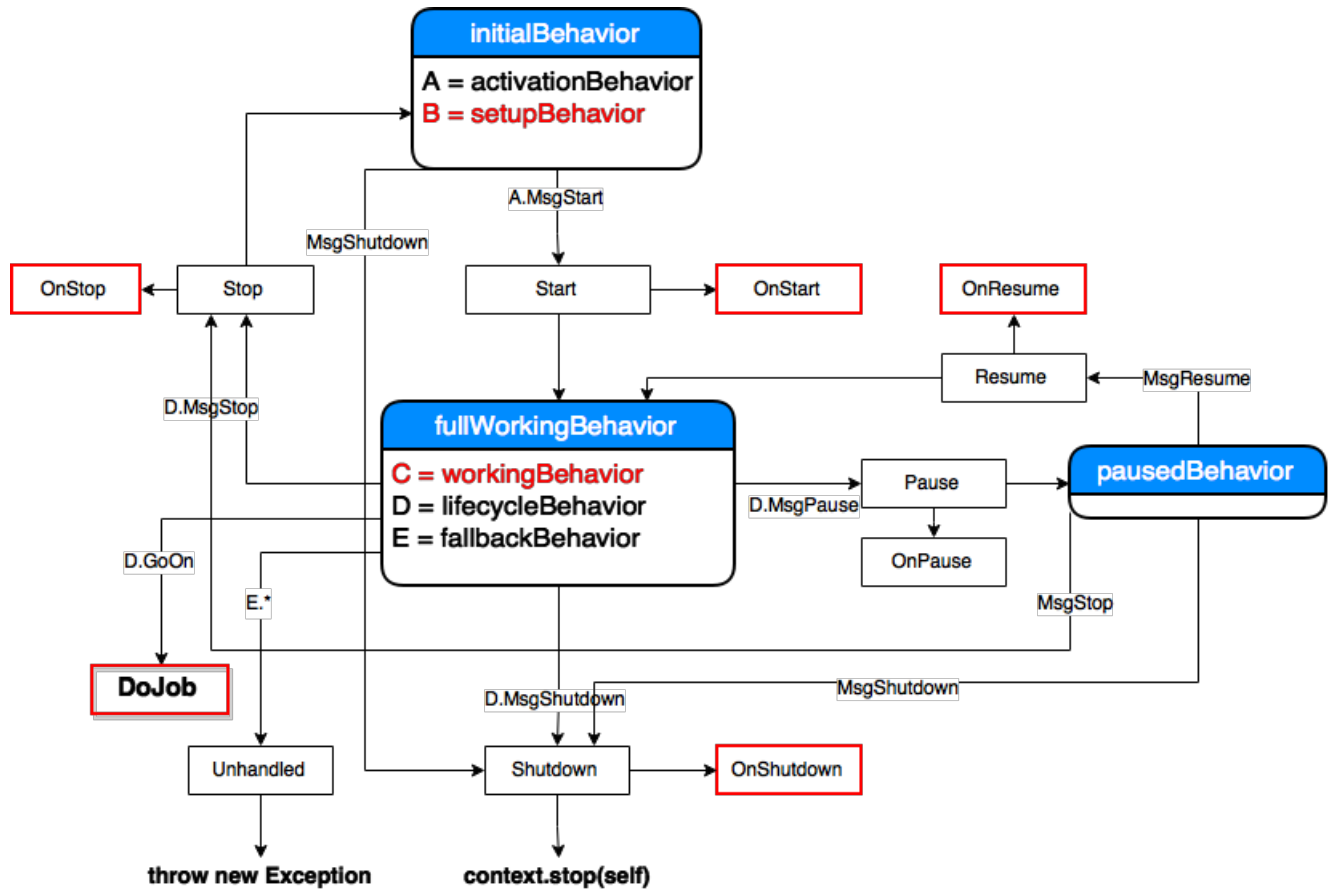 initialBehavior
A = activationBehavior
B = setupBehavior
A.MsgStart
MsgShutdown
OnStop
Stop
Start
OnStart
OnResume
Resume
MsgResume
D.MsgStop
fullWorkingBehavior
C = workingBehavior
D = lifecycleBehavior
E = fallbackBehavior
pausedBehavior
Pause
D.MsgPause
OnPause
D.GoOn
E.*
MsgStop
DoJob
D.MsgShutdown
MsgShutdown
Unhandled
Shutdown
OnShutdown
throw new Exception
context.stop(self)